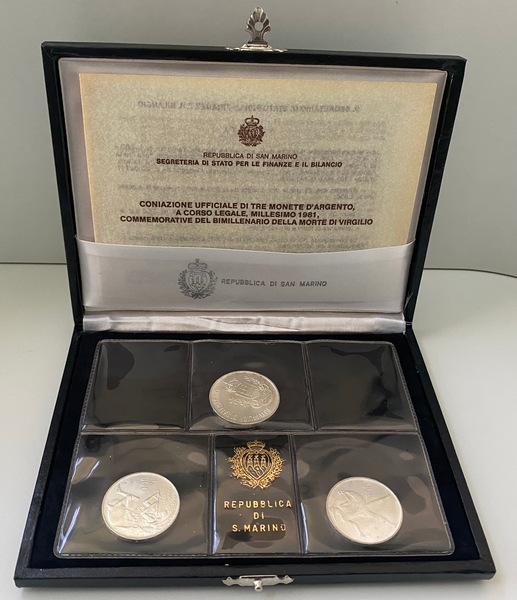 REPUBBLICA DI SAN MARINO
SEGRETERIA DI STATO PER LE FINANZE E IL BILANCIO
CONIAZIONE UFFICIALE DI TRE MONETE D'ARGENTO,
A CORSO LEGALE, MILLESIMO 1981,
COMMEMORATIVE DEL BIMILLENARIO DELLA MORTE DI VIRGILIO
REPUBBLICA DI SAN MARINO
REPUBBLICA
DI
S. MARINO